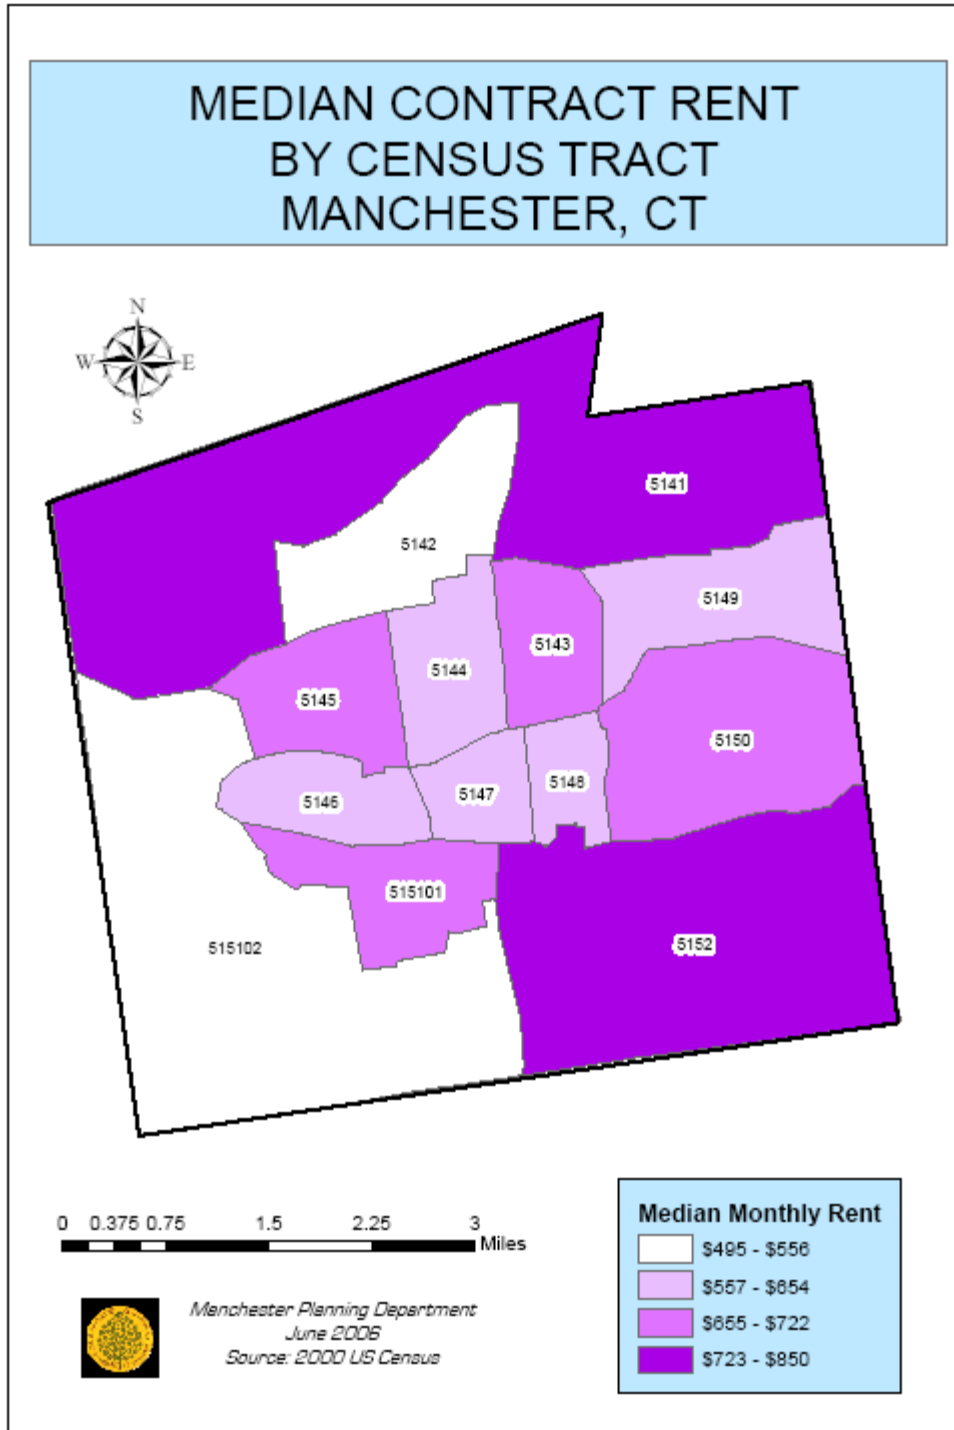 MEDIAN CONTRACT RENT
BY CENSUS TRACT
MANCHESTER, CT
N
W E
S
5141
5142
5149
5143
5144
5145
5150
5148
5147
5146
515101
5152
515102
0 0.375 0.75 1.5 2.25 3
Miles
Manchester Planning Department
June 2006
Source: 2000 US Census
Median Monthly Rent
$495 - $556
$557 - $654
$655 - $722
$723 - $850